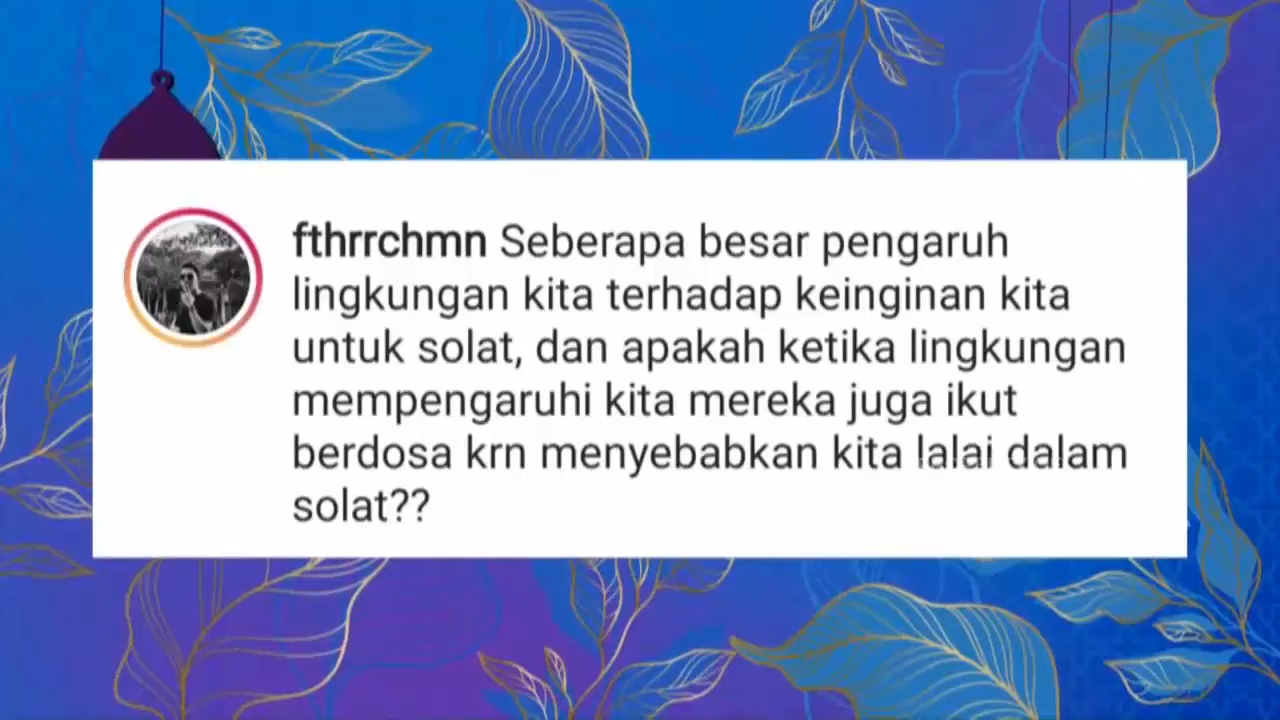 fthrrchmn Seberapa besar pengaruh
lingkungan kita terhadap keinginan kita
untuk solat, dan apakah ketika lingkungan
mempengaruhi kita mereka juga ikut
berdosa krn menyebabkan kita lalai dalam
solat??